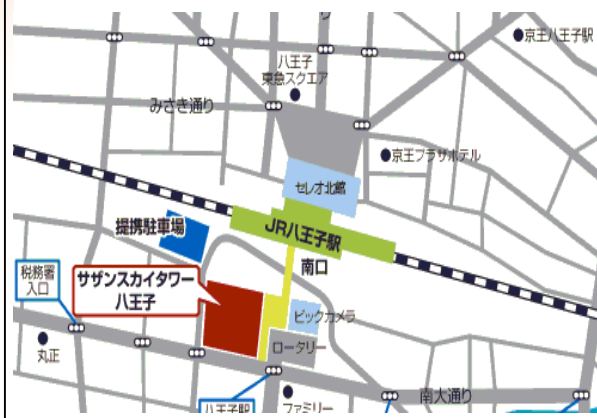 京王八王子駅
八王子
東急スクエア
みさき通り
京王プラザホテル
セレオ北館
JR八王子駅
提携駐車場
南口
税務署
入口
サザンスカイタワー
八王子
ビックカメラ
丸正
ロータリー
南大通り
八王子駅
ファミリー